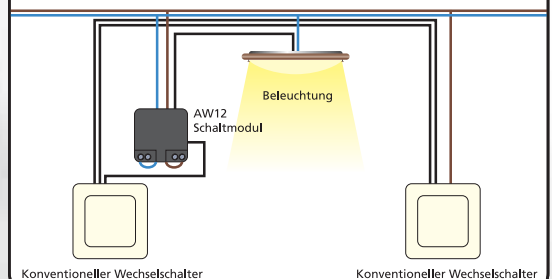 Beleuchtung
AW12
Schaltmodul
Konventioneller Wechselschalter
Konventioneller Wechselschalter